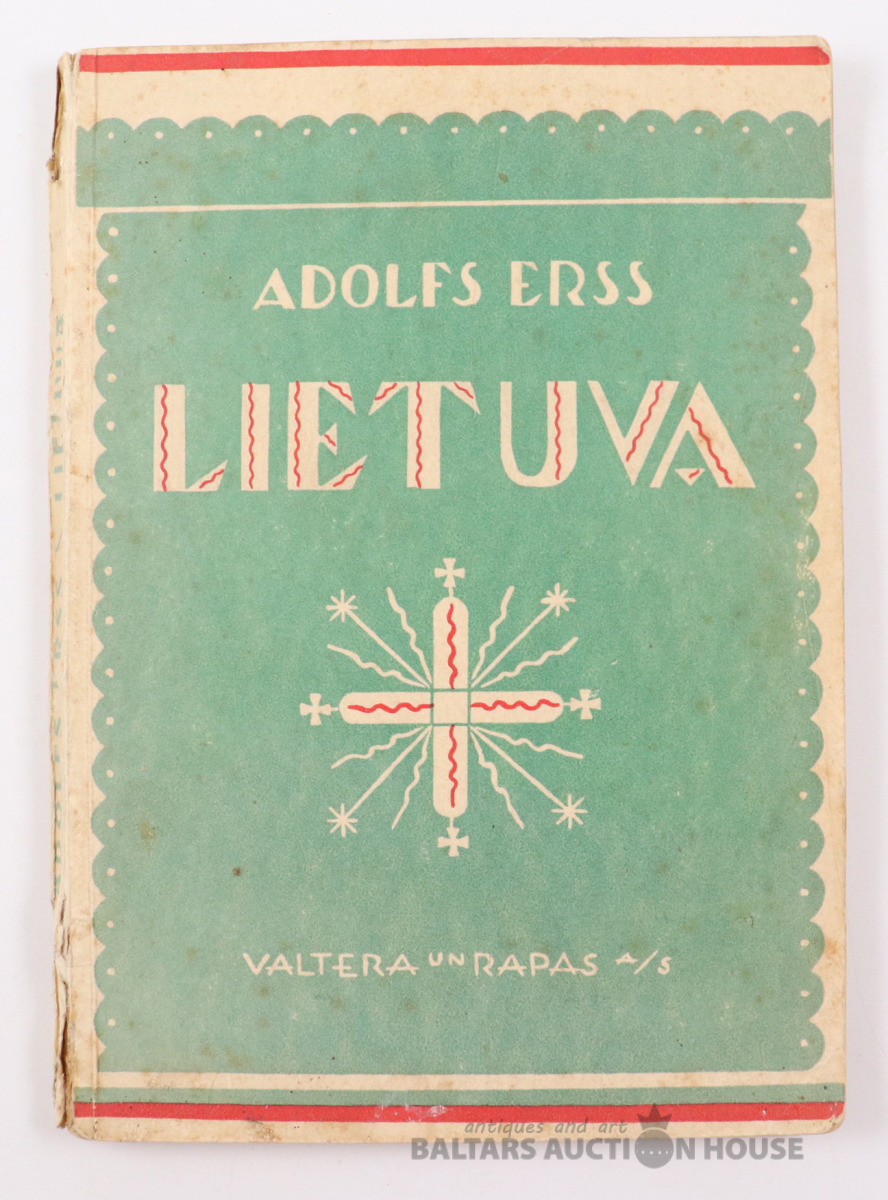 ADOLFS ERSS
LIETUVA
VALTERA UN RAPAS A/S
antiques and art
BALTARS AUCTION HOUSE